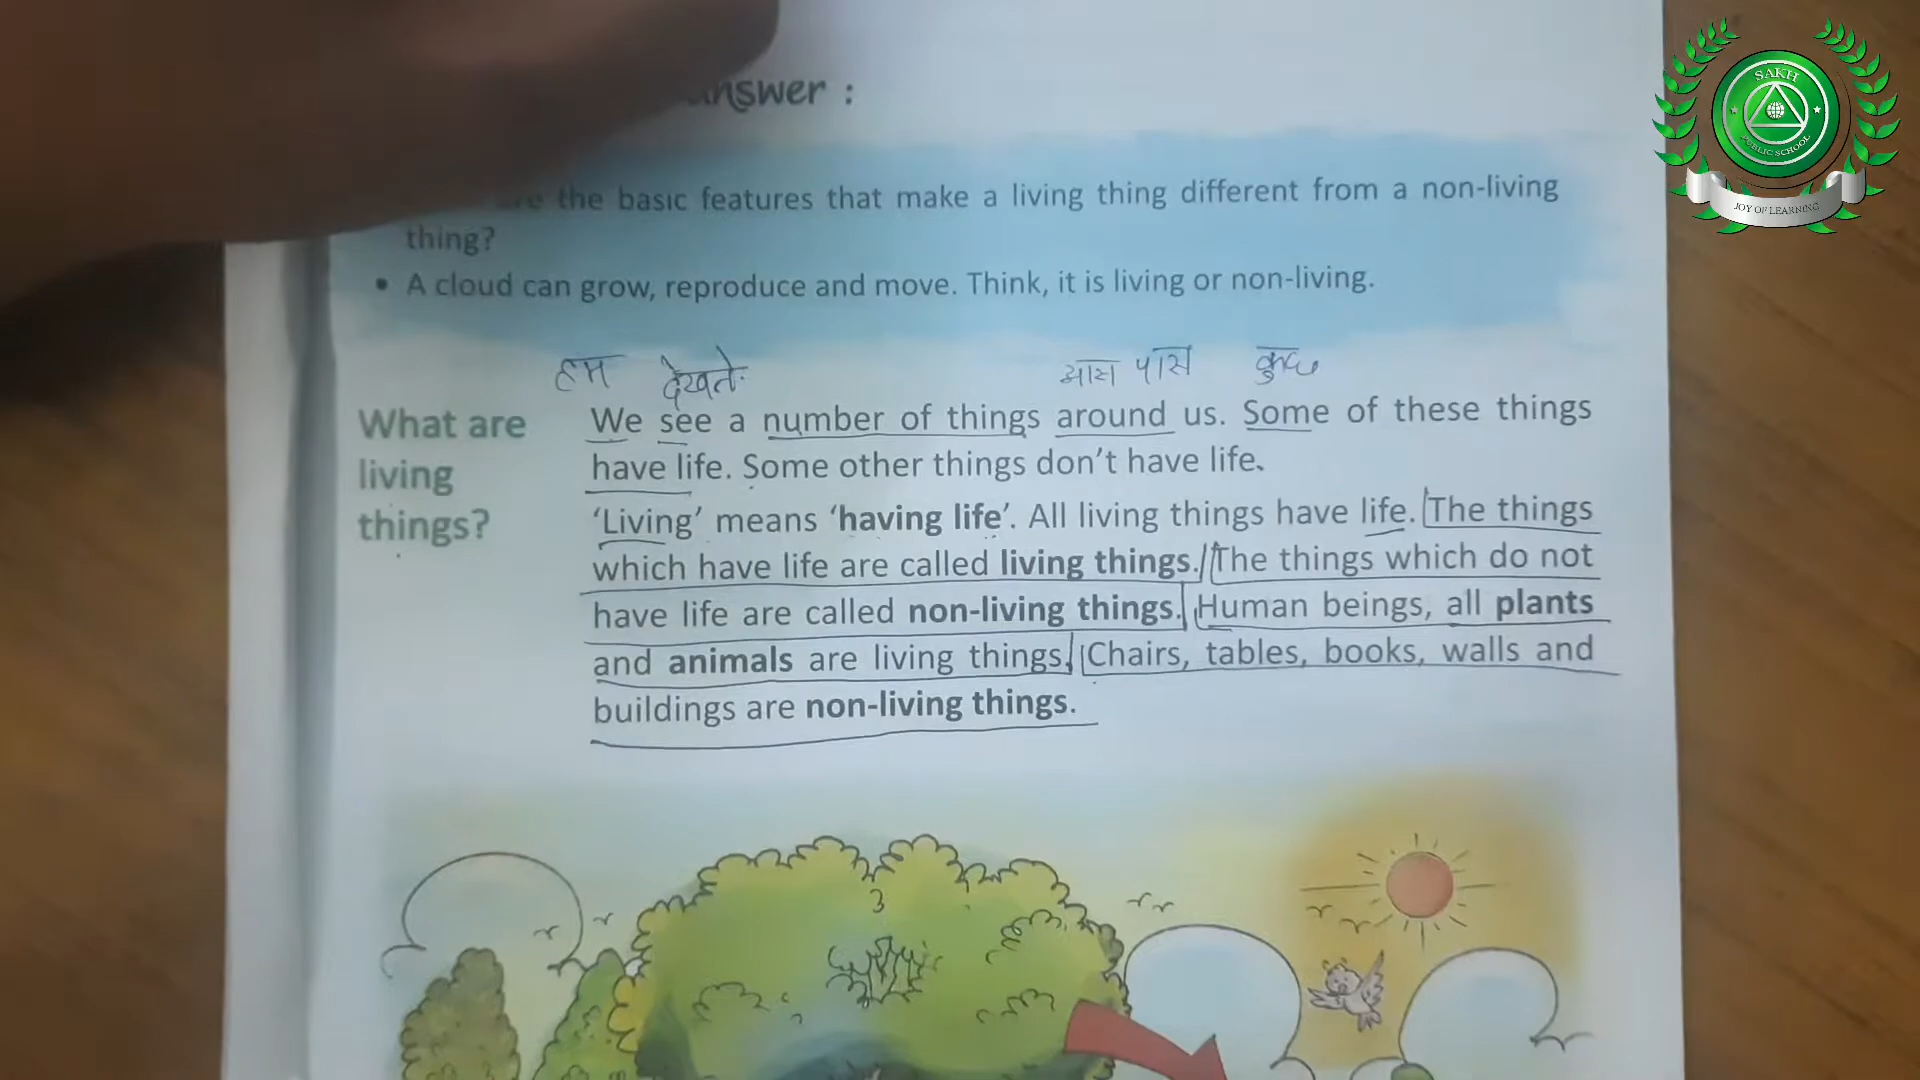 answer :
the basic features that make a living thing different from a non-living
thing?
• A cloud can grow, reproduce and move. Think, it is living or non-living.
हम देखते आस पास कुछ
What are
living
things?
We see a number of things around us. Some of these things
have life. Some other things don't have life.
'Living' means 'having life'. All living things have life. The things
which have life are called living things. The things which do not
have life are called non-living things. Human beings, all plants
and animals are living things. Chairs, tables, books, walls and
buildings are non-living things.
SAKH
PUBLIC SCHOOL
JOY OF LEARNING